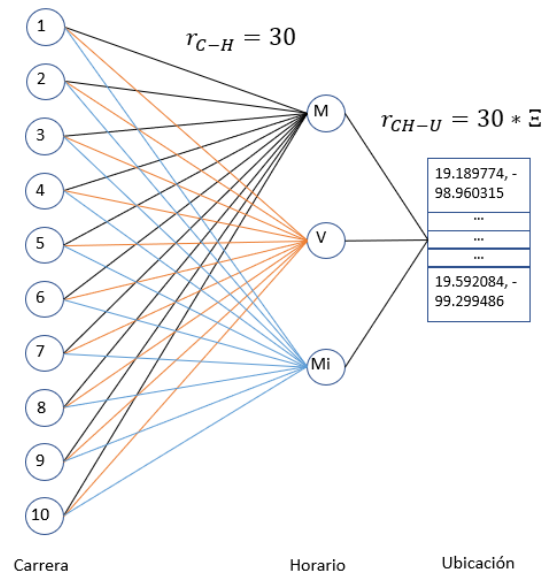 1
r_{C−H} = 30
2
3
M
r_{CH−U} = 30 ∗ Ξ
4
19.189774, -
98.960315
...
5
V
...
...
6
19.592084, -
99.299486
7
Mi
8
9
10
Carrera
Horario
Ubicación